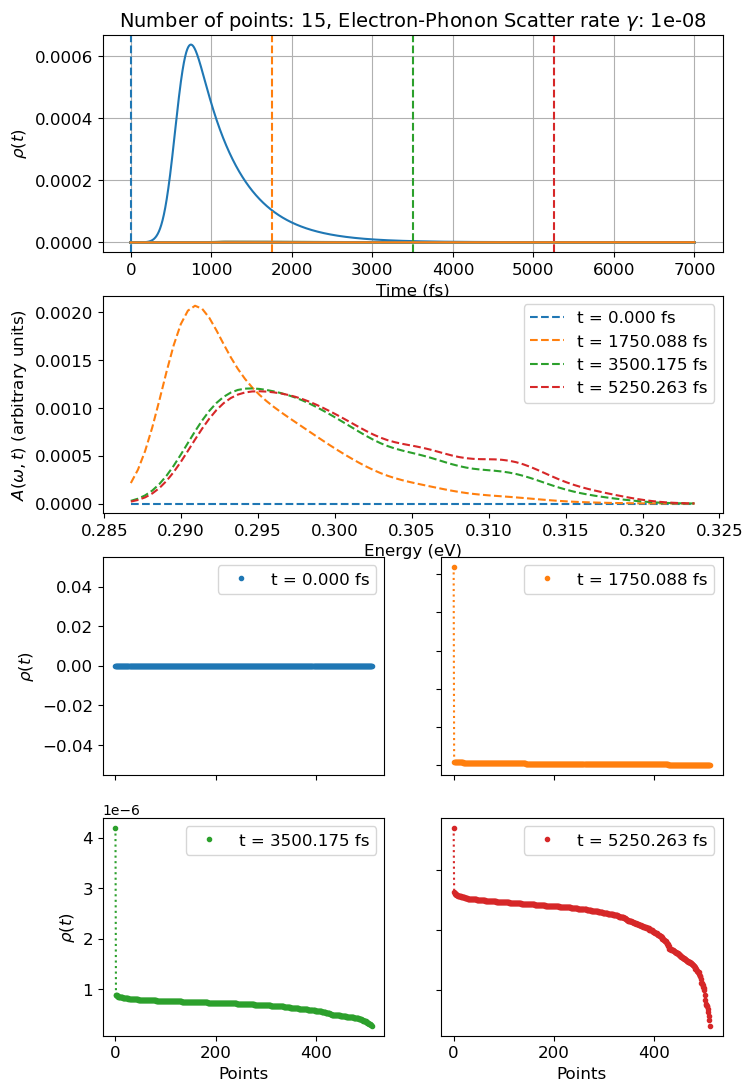 Number of points: 15, Electron-Phonon Scatter rate γ: 1e-08
ρ(t)
0.0006
0.0004
0.0002
0.0000
0 1000 2000 3000 4000 5000 6000 7000
Time (fs)
A(ω, t) (arbitrary units)
0.0020
0.0015
0.0010
0.0005
0.0000
t = 0.000 fs
t = 1750.088 fs
t = 3500.175 fs
t = 5250.263 fs
0.285 0.290 0.295 0.300 0.305 0.310 0.315 0.320 0.325
Energy (eV)
ρ(t)
0.04
0.02
0.00
−0.02
−0.04
t = 0.000 fs
t = 1750.088 fs
1e−6
ρ(t)
4
3
2
1
t = 3500.175 fs
0 200 400
Points
t = 5250.263 fs
0 200 400
Points